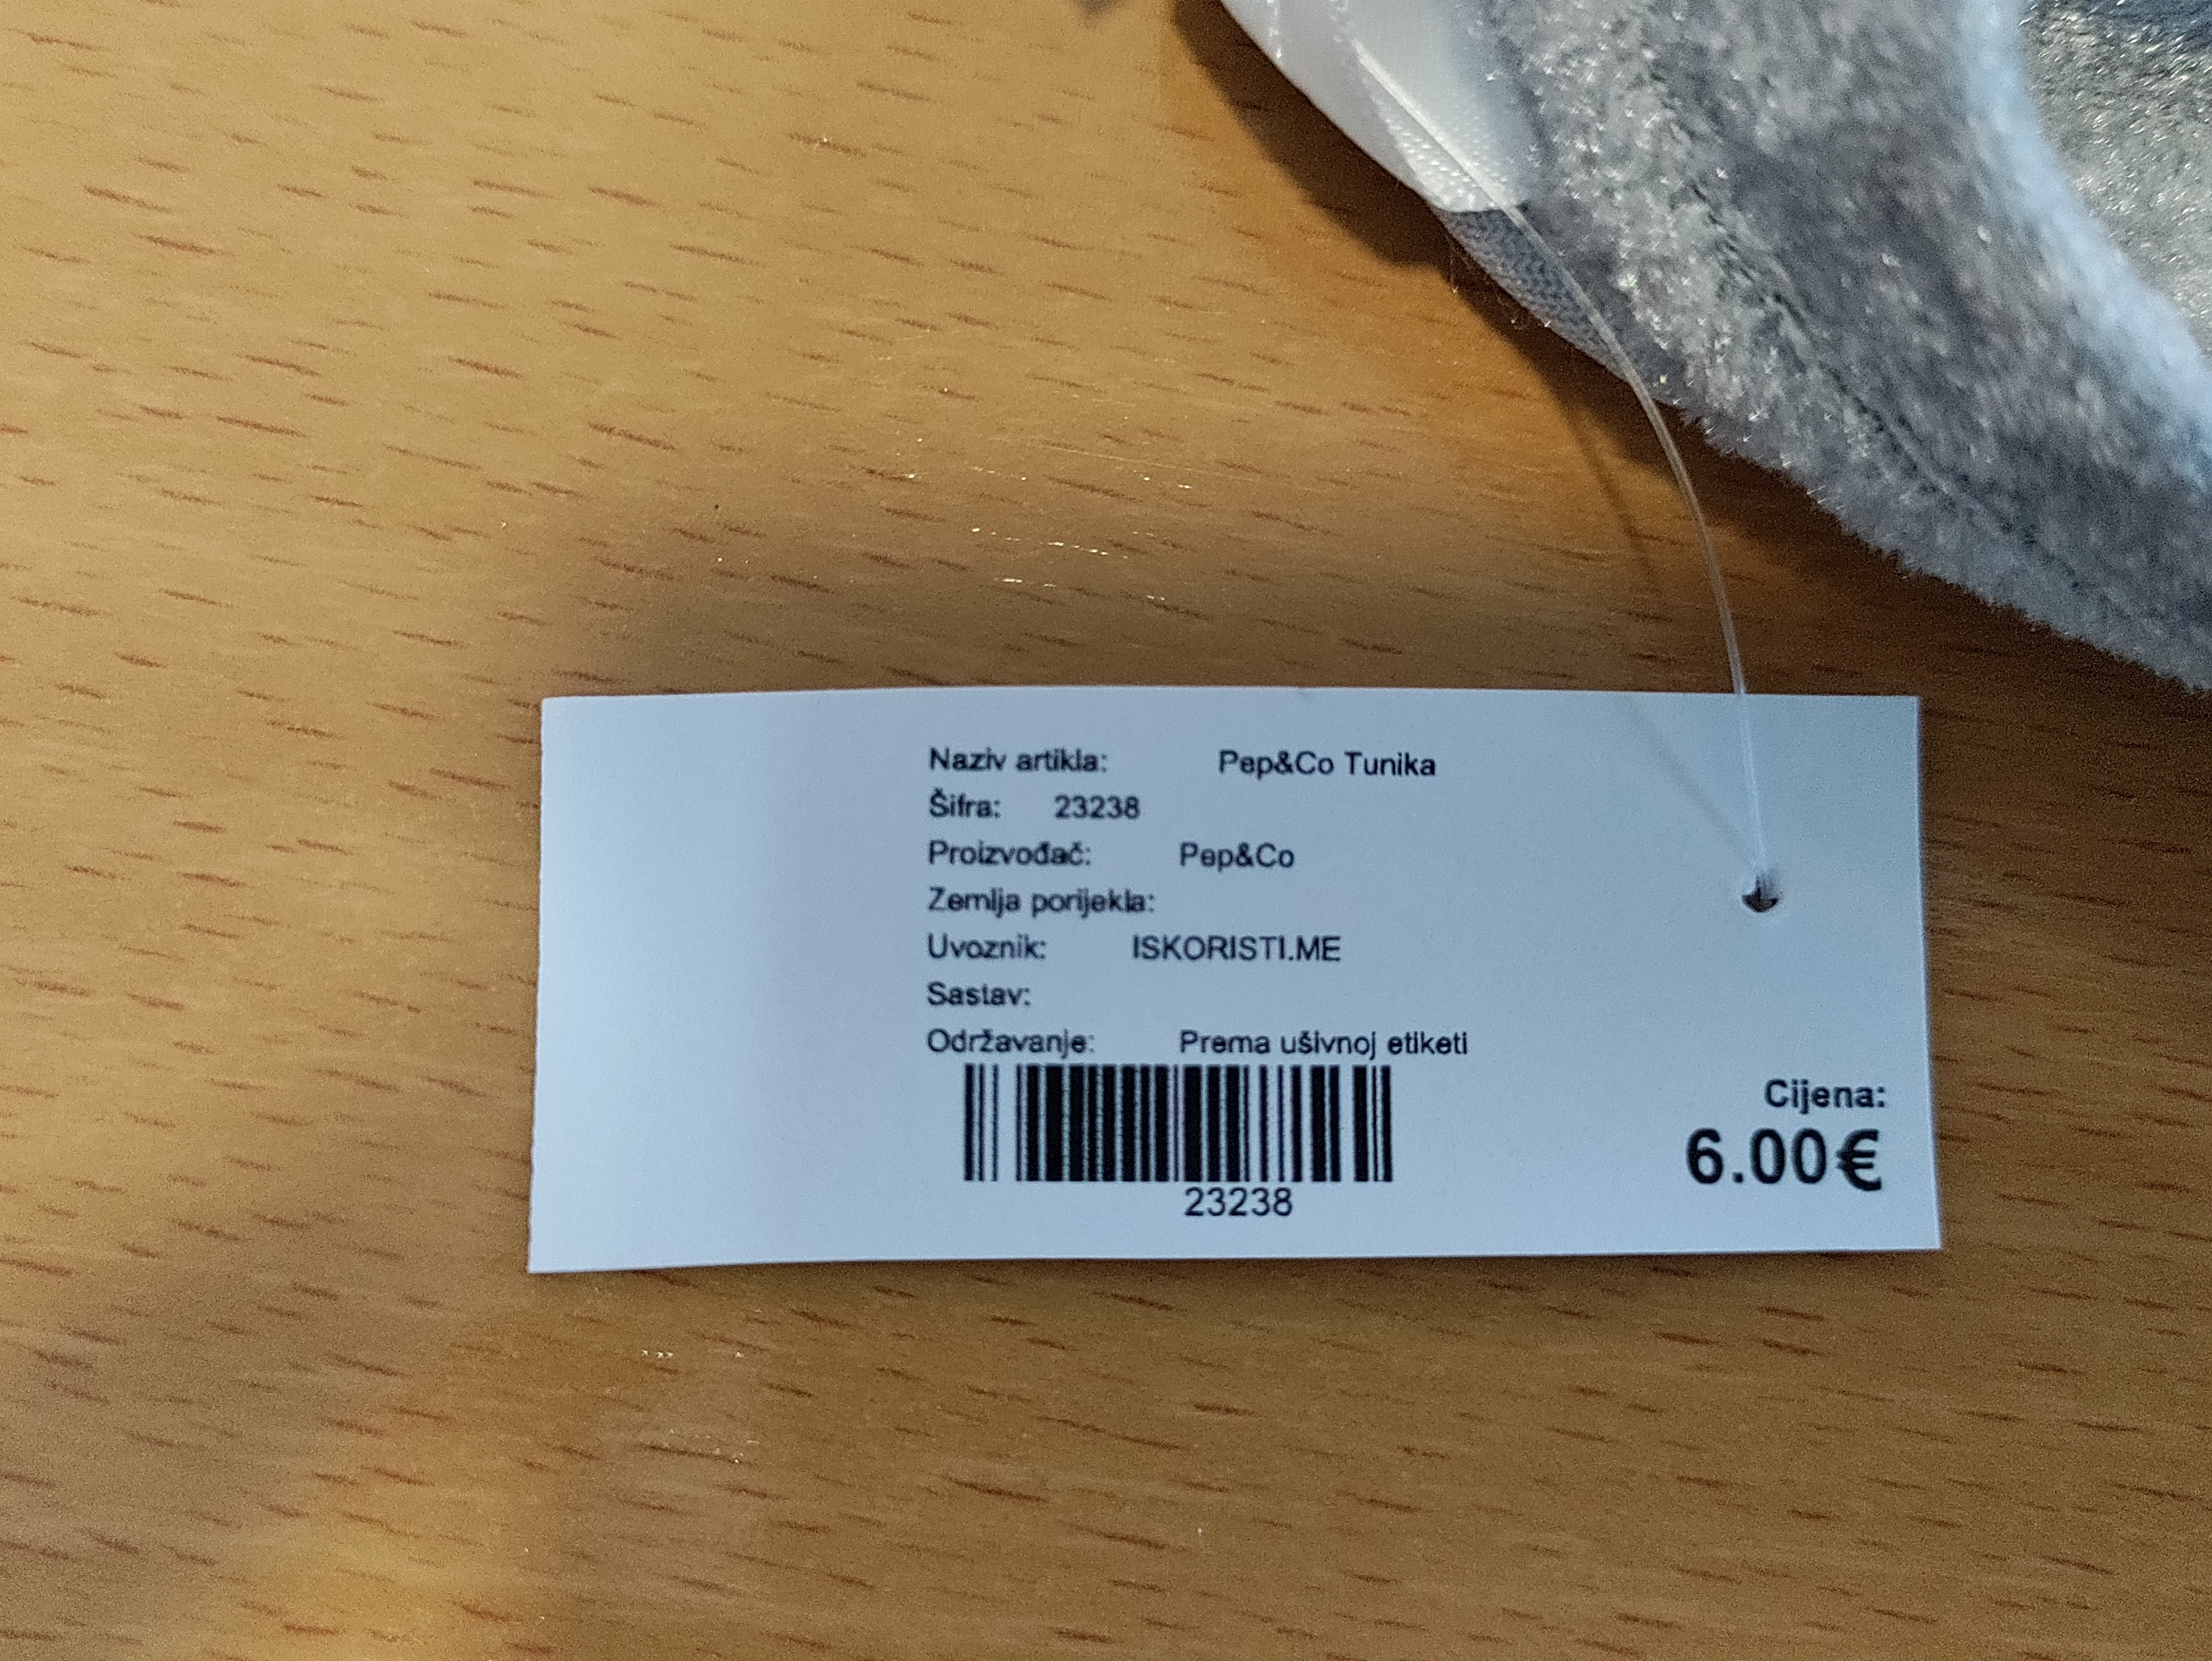 Naziv artikla: Pep&Co Tunika
Šifra: 23238
Proizvođač: Pep&Co
Zemlja porijekla:
Uvoznik: ISKORISTI.ME
Sastav:
Održavanje: Prema ušivnoj etiketi
23238
Cijena:
6.00€